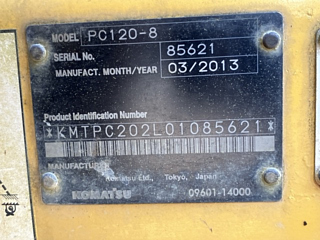 MODEL PC120-8
SERIAL NO. 85621
MANUFACT. MONTH/YEAR 03/2013
Product Identification Number
*KMTPC202L01085621*
MANUFACTURER
Komatsu Ltd., Tokyo, Japan
KOMATSU 09601-14000